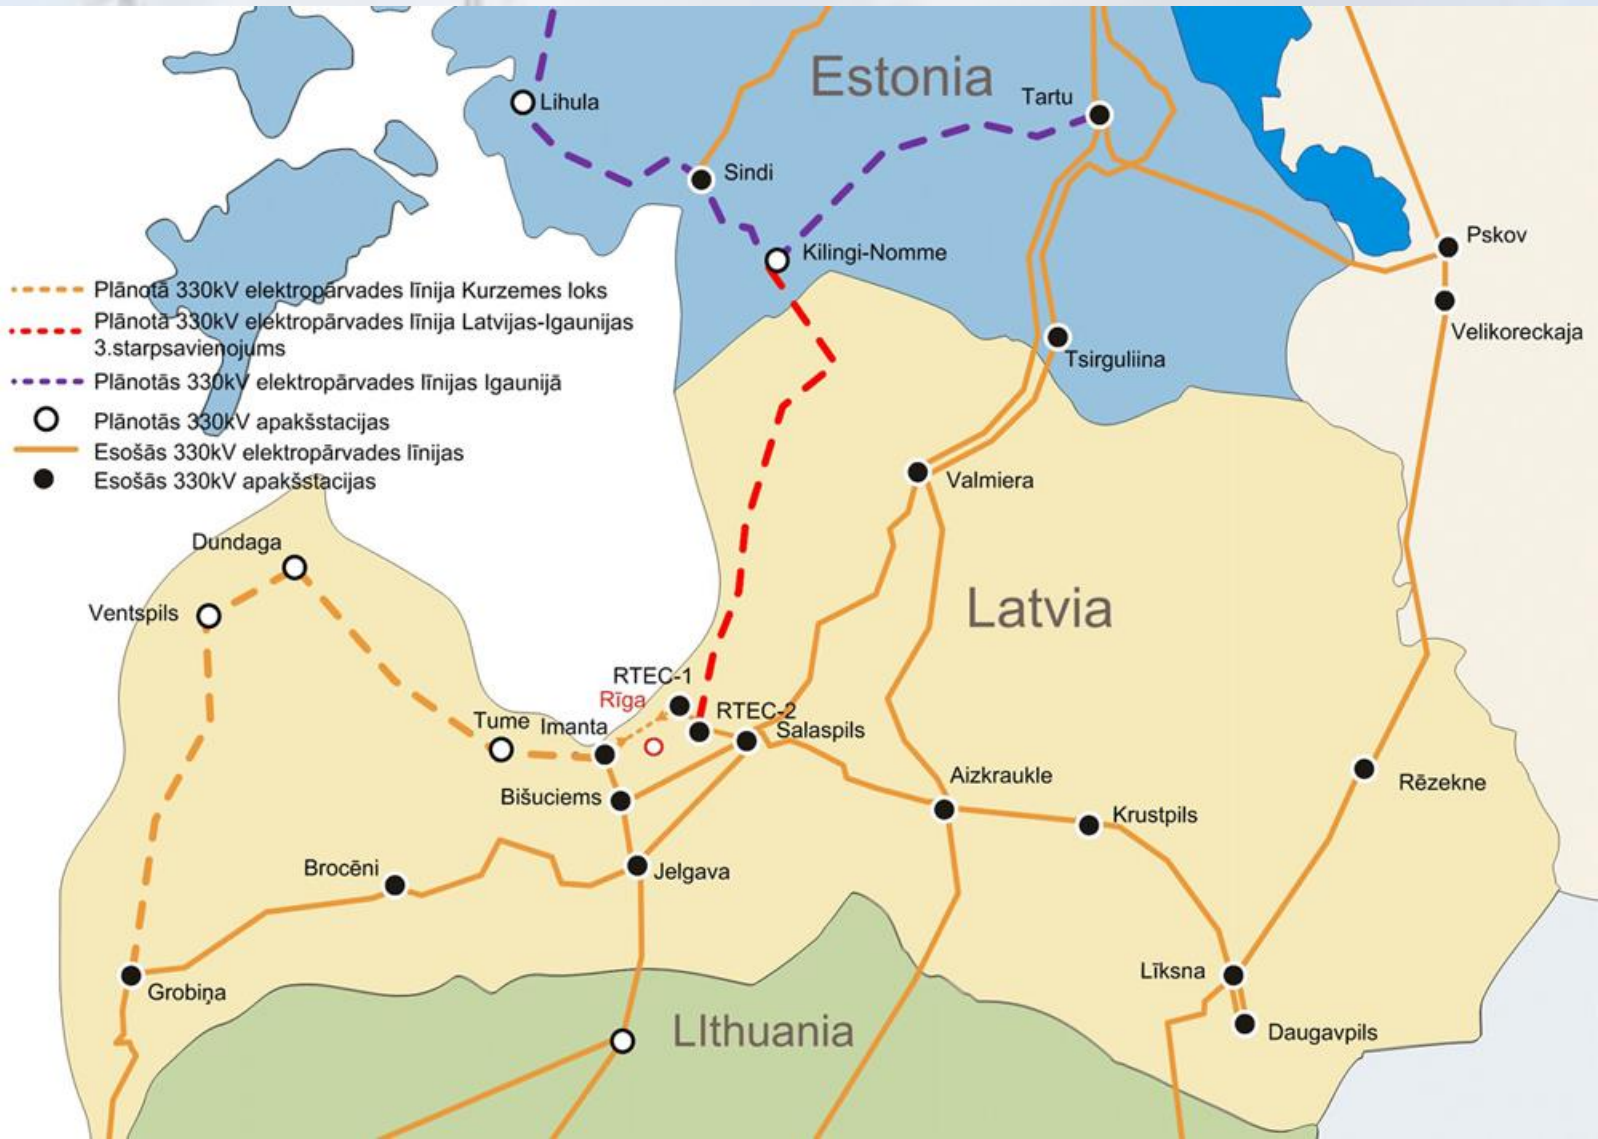 Estonia
Tartu
Lihula
Sindi
Pskov
Kilingi-Nomme
Plānotā 330kV elektropārvades līnija Kurzemes loks
Plānotā 330kV elektropārvades līnija Latvijas-Igaunijas
3.starpsavienojums
Velikoreckaja
Tsirguliina
Plānotās 330kV elektropārvades līnijas Igaunijā
Plānotās 330kV apakšstacijas
Esošās 330kV elektropārvades līnijas
Esošās 330kV apakšstacijas
Valmiera
Dundaga
Ventspils
Latvia
RTEC-1
Rīga
RTEC-2
Tume
Imanta
Salaspils
Aizkraukle
Rēzekne
Bišuciems
Krustpils
Brocēni
Jelgava
Līksna
Grobiņa
LIthuania
Daugavpils